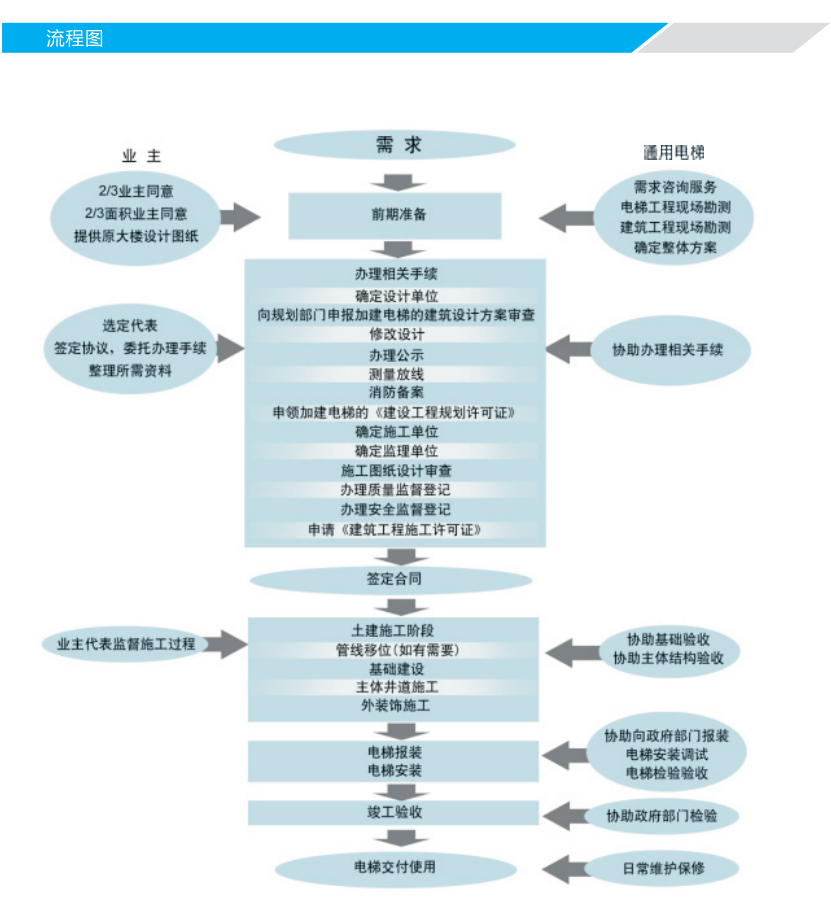 流程图
需 求
业 主
通用电梯
2/3业主同意
2/3面积业主同意
提供原大楼设计图纸
前期准备
需求咨询服务
电梯工程现场勘测
建筑工程现场勘测
确定整体方案
办理相关手续
确定设计单位
向规划部门申报加建电梯的建筑设计方案审查
修改设计
办理公示
测量放线
消防备案
申领加建电梯的《建设工程规划许可证》
确定施工单位
确定监理单位
施工图纸设计审查
办理质量监督登记
办理安全监督登记
申请《建筑工程施工许可证》
选定代表
签定协议，委托办理手续
整理所需资料
协助办理相关手续
签定合同
业主代表监督施工过程
土建施工阶段
管线移位(如有需要)
基础建设
主体井道施工
外装饰施工
协助基础验收
协助主体结构验收
电梯报装
电梯安装
协助向政府部门报装
电梯安装调试
电梯检验验收
竣工验收
协助政府部门检验
电梯交付使用
日常维护保修